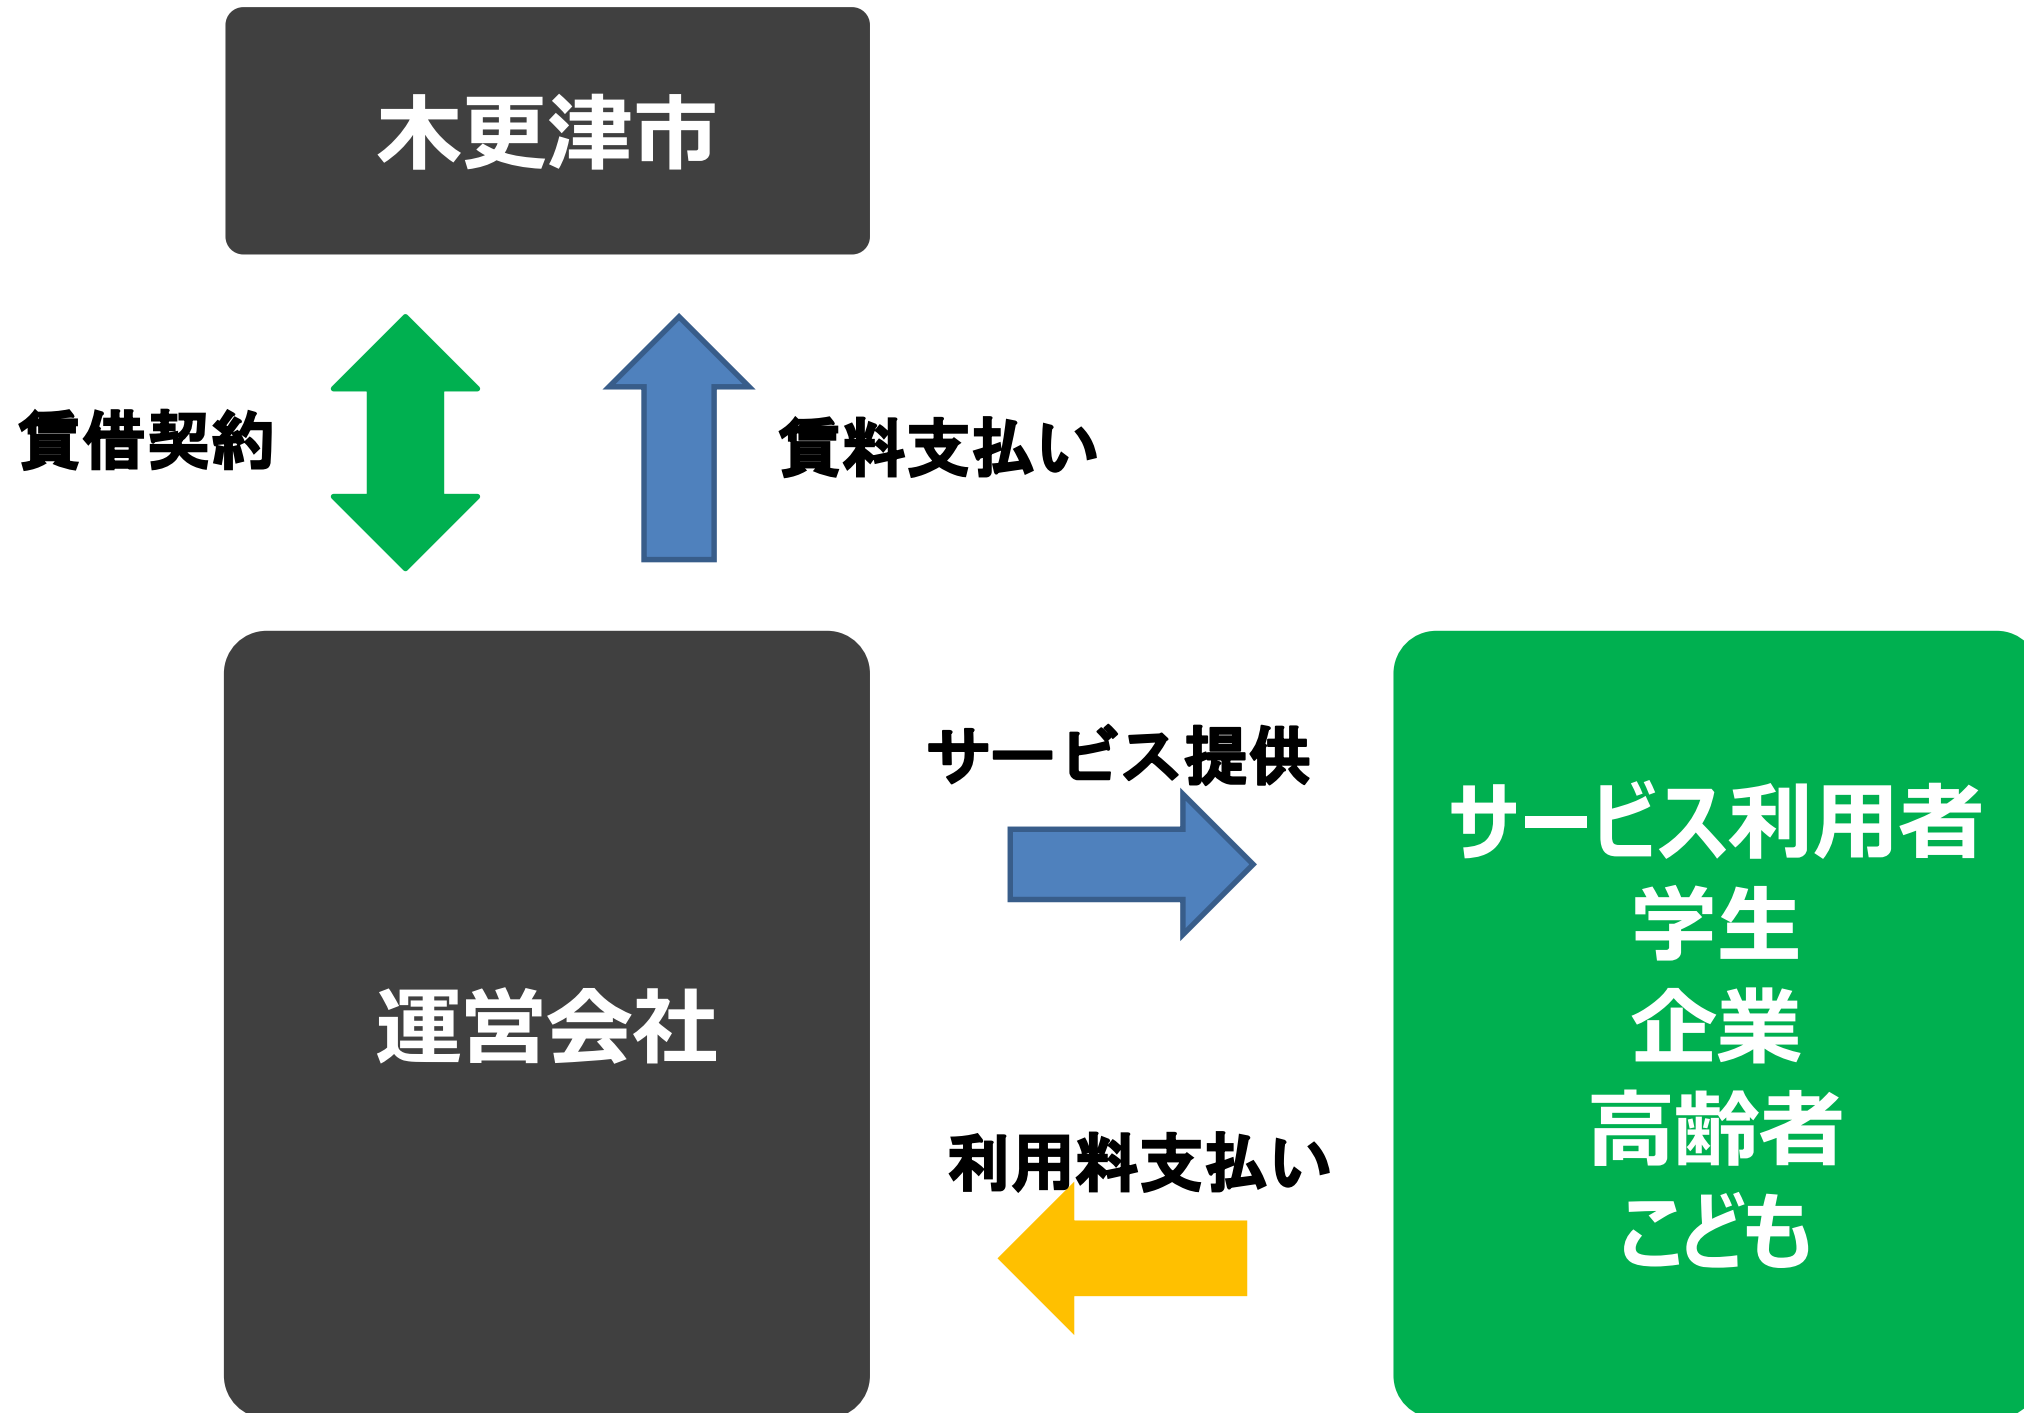 木更津市
賃借契約
賃料支払い
運営会社
サービス提供
利用料支払い
サービス利用者
学生
企業
高齢者
こども